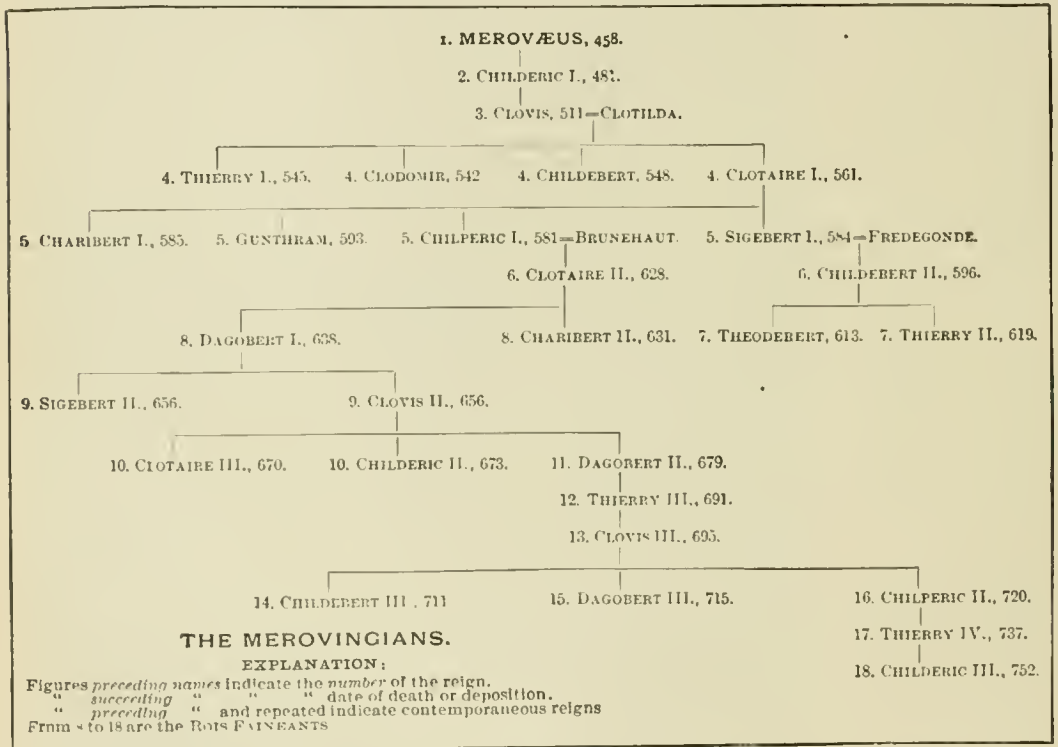 1. MEROVÆUS, 458.
2. CHILDERIC I., 481.
3. CLOVIS, 511=CLOTILDA.
4. THIERRY I., 545. 4. CLODOMIR, 542 4. CHILDEBERT, 548. 4. CLOTAIRE I., 561.
5 CHARIBERT I., 585. 5. GUNTHRAM, 593. 5. CHILPERIC I., 581=BRUNEHAUT. 5. SIGEBERT I., 584=FREDEGONDE.
6. CLOTAIRE II., 628. 6. CHILDEBERT II., 596.
8. DAGOBERT I., 638. 8. CHARIBERT II., 631. 7. THEODEBERT, 613. 7. THIERRY II., 619.
9. SIGEBERT II., 656. 9. CLOVIS II., 656.
10. CLOTAIRE III., 670. 10. CHILDERIC II., 673. 11. DAGOBERT II., 679.
12. THIERRY III., 691.
13. CLOVIS III., 695.
14. CHILDEBERT III., 711 15. DAGOBERT III., 715. 16. CHILPERIC II., 720.
17. THIERRY IV., 737.
18. CHILDERIC III., 752.
THE MEROVINGIANS.
EXPLANATION:
Figures preceding names indicate the number of the reign.
" succeeding " " " date of death or deposition.
" preceding " and repeated indicate contemporaneous reigns
From to 18 are the ROIS FAINEANTS